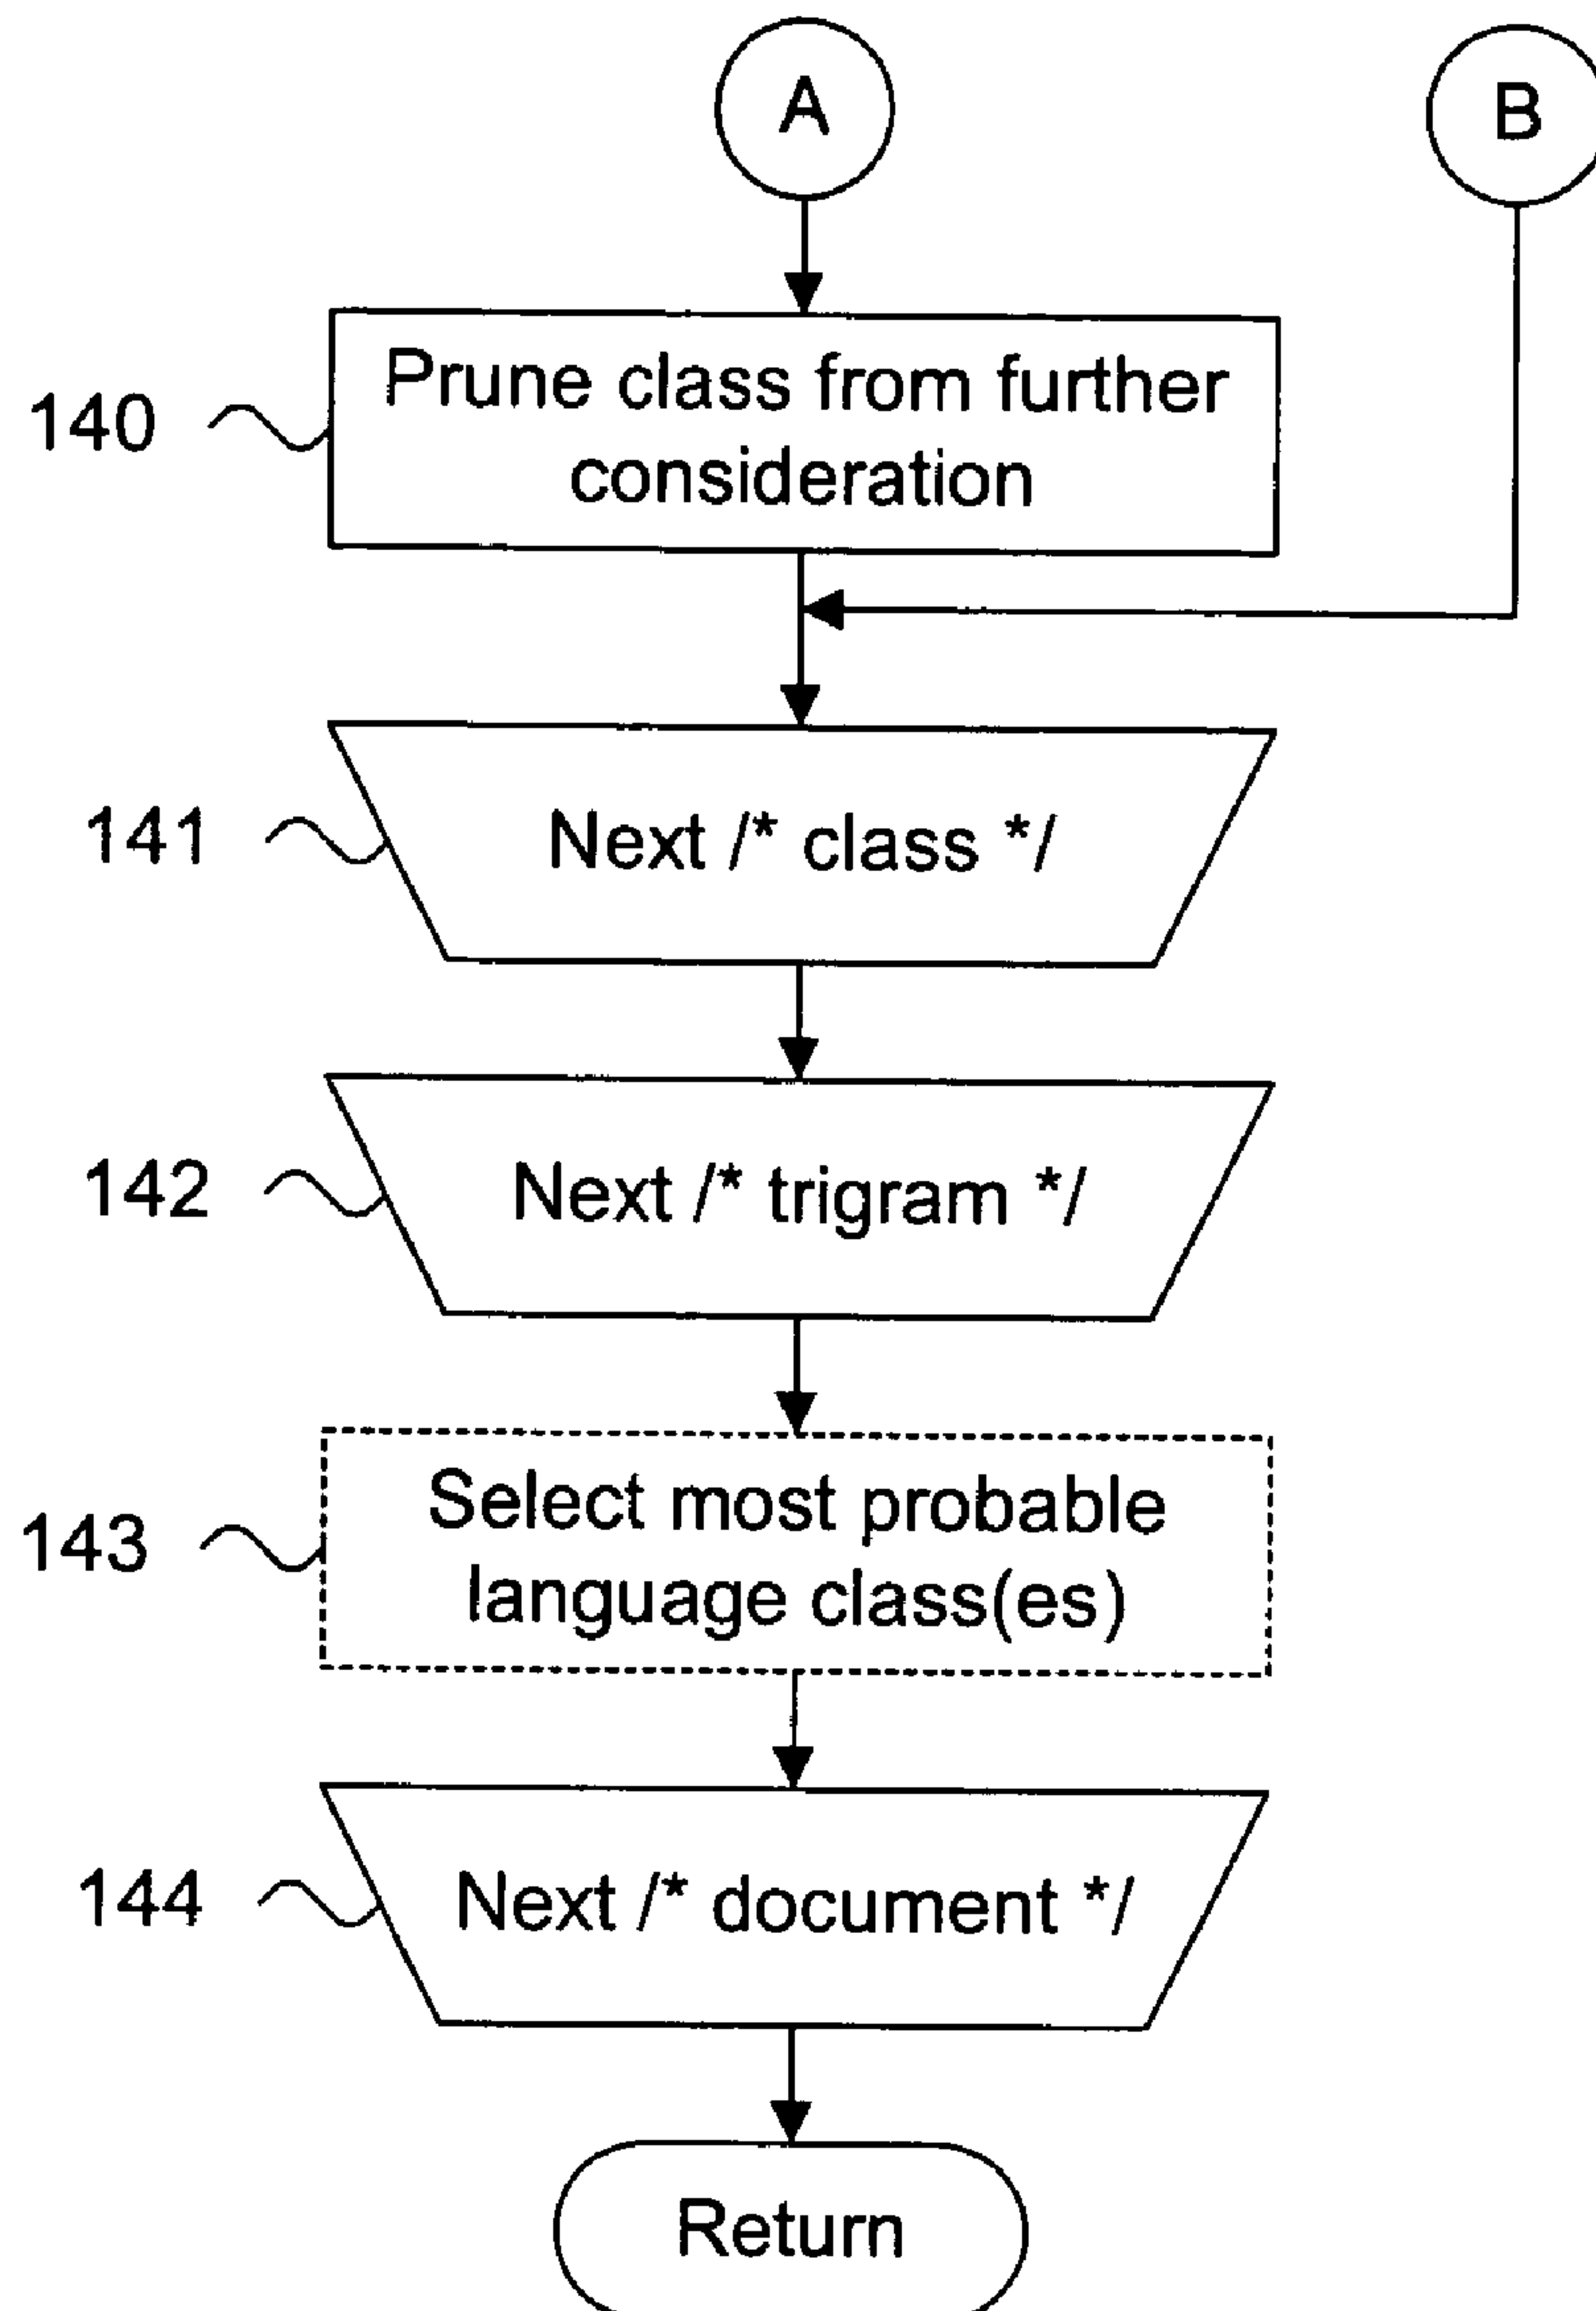 A
B
Prune class from further
consideration
140
Next /* class */
141
Next /* trigram */
142
Select most probable
language class(es)
143
Next /* document */
144
Return